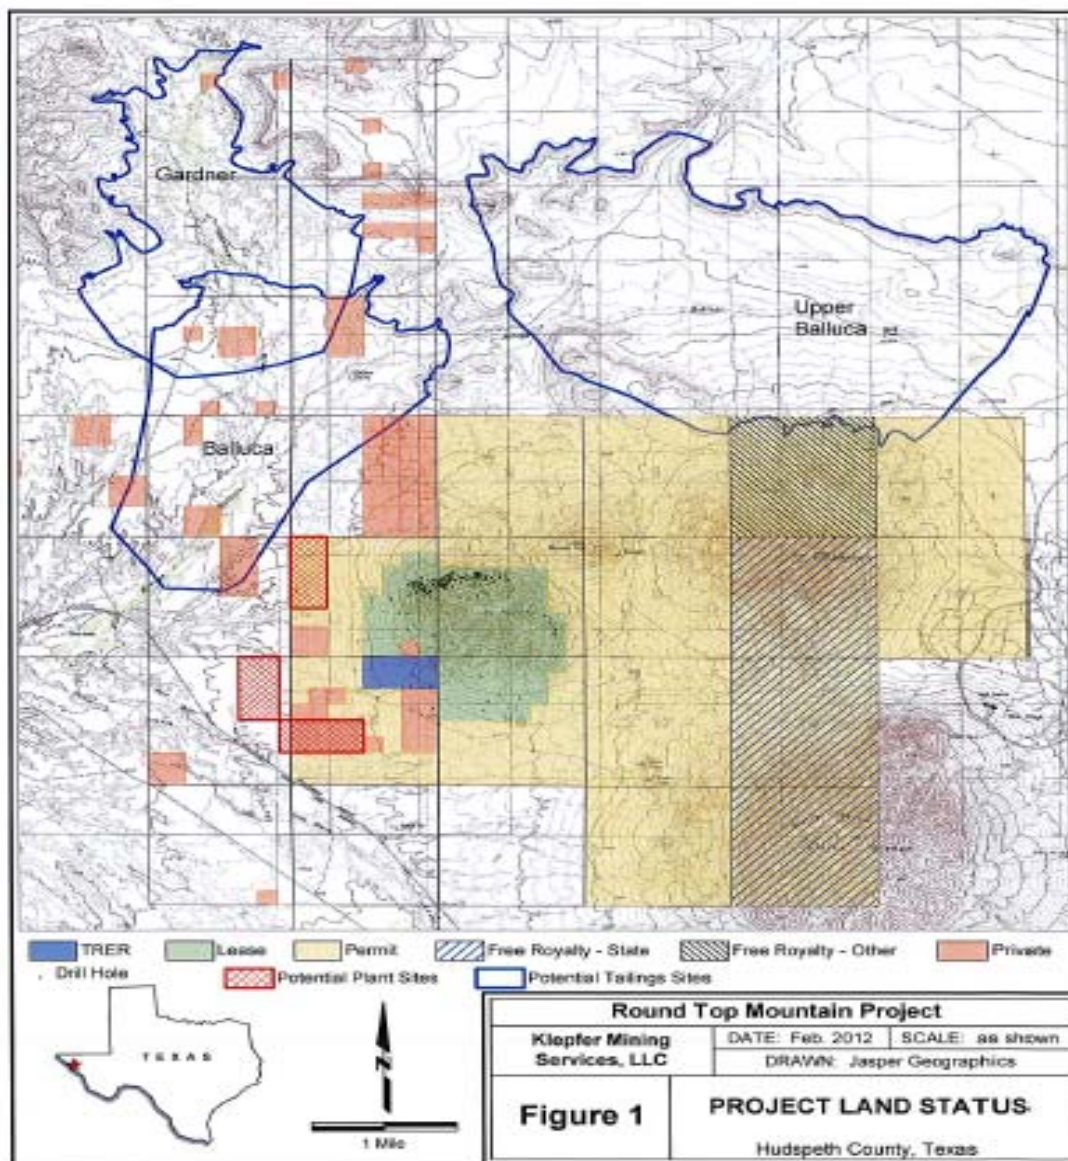 Gardner
Upper
Balluca
Balluca
TRER
Lease
Permit
Free Royalty - State
Free Royalty - Other
Private
Drill Hole
Potential Plant Sites
Potential Tailings Sites
TEXAS
N
1 Mile
Round Top Mountain Project
Klepfer Mining
Services, LLC
DATE: Feb. 2012
SCALE: as shown
DRAWN: Jasper Geographics
Figure 1
PROJECT LAND STATUS
Hudspeth County, Texas